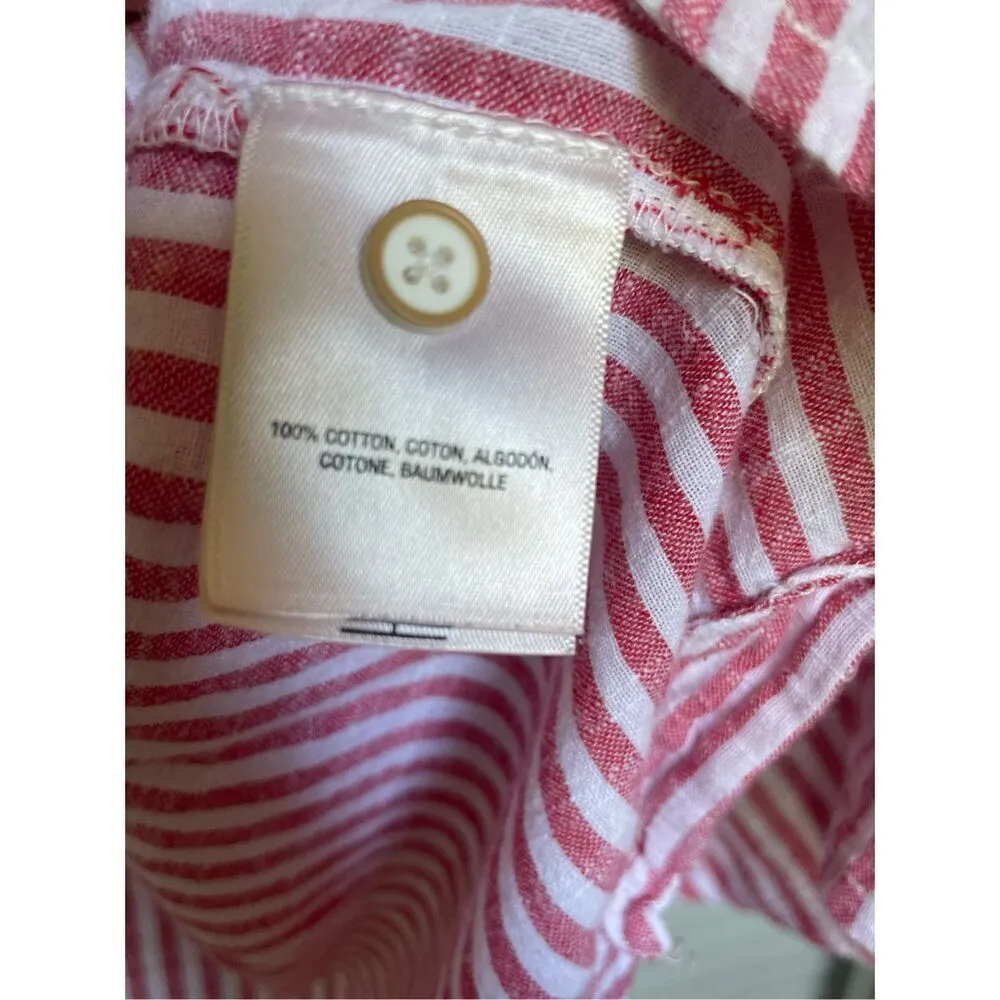 100% COTTON, COTON, ALGODÓN,
COTONE, BAUMWOLLE